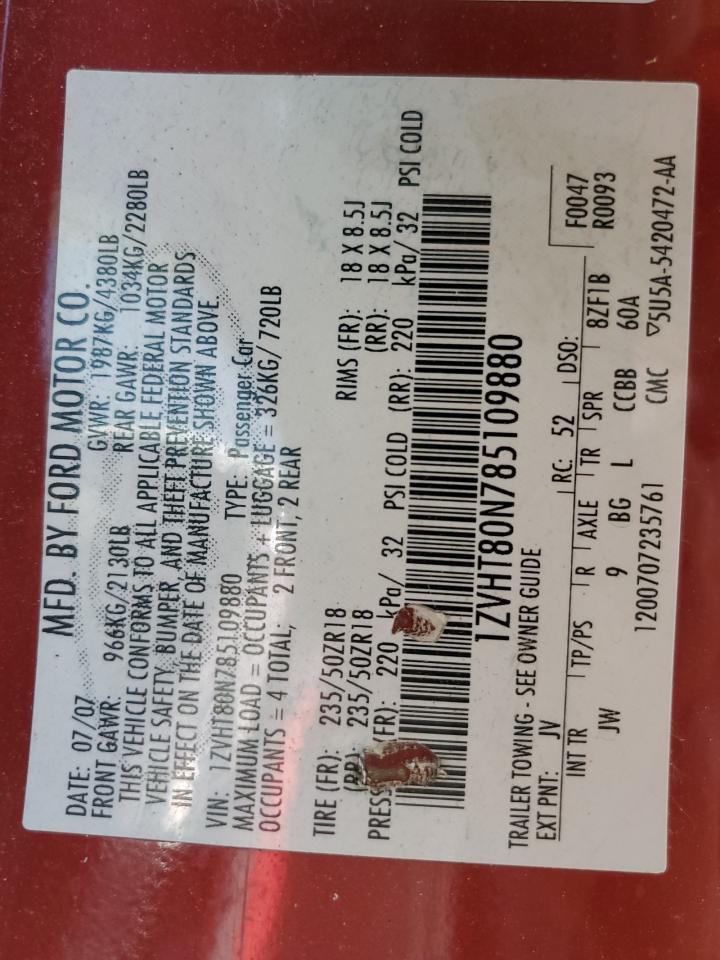 MFD. BY FORD MOTOR CO.
DATE: 07/07 GVWR: 1987KG/4380LB
FRONT GAWR: 966KG/2130LB REAR GAWR: 1034KG/2280LB
THIS VEHICLE CONFORMS TO ALL APPLICABLE FEDERAL MOTOR
VEHICLE SAFETY, BUMPER, AND THEFT PREVENTION STANDARDS
IN EFFECT ON THE DATE OF MANUFACTURE SHOWN ABOVE.
VIN: 1ZVHT80N785109880 TYPE: Passenger Car
MAXIMUM LOAD = OCCUPANTS + LUGGAGE = 326KG/ 720LB
OCCUPANTS = 4 TOTAL, 2 FRONT, 2 REAR
TIRE (FR): 235/50ZR18 RIMS (FR): 18 X 8.5J
(RR): 235/50ZR18 (RR): 18 X 8.5J
PRES (FR): 220 kPa/ 32 PSI COLD (RR): 220 kPa/ 32 PSI COLD
1ZVHT80N785109880
TRAILER TOWING - SEE OWNER GUIDE
EXT PNT: JV RC: 52 DSO: F0047
INT TR TP/PS R AXLE TR SPR 8ZF1B R0093
JW 9 BG L CCBB 60A
1200707235761 CMC ▽5U5A-5420472-AA